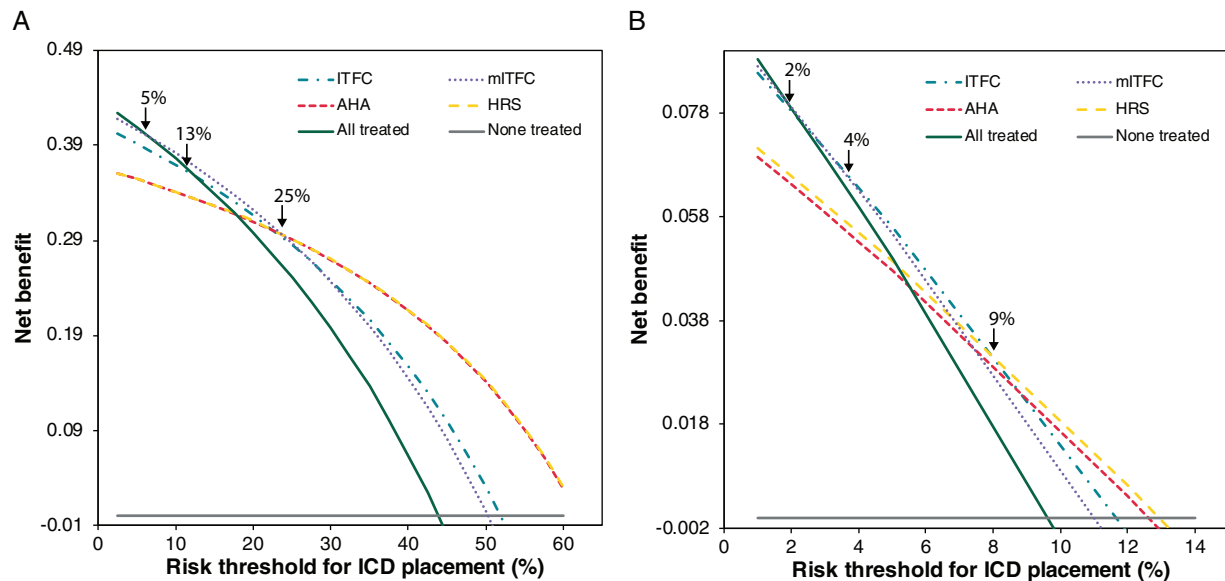 A
Net benefit
0.49
0.39
0.29
0.19
0.09
-0.01
0 10 20 30 40 50 60
Risk threshold for ICD placement (%)
5%
13%
25%
ITFC mITFC
AHA HRS
All treated None treated
B
Net benefit
0.078
0.058
0.038
0.018
-0.002
0 2 4 6 8 10 12 14
Risk threshold for ICD placement (%)
2%
4%
9%
ITFC mITFC
AHA HRS
All treated None treated